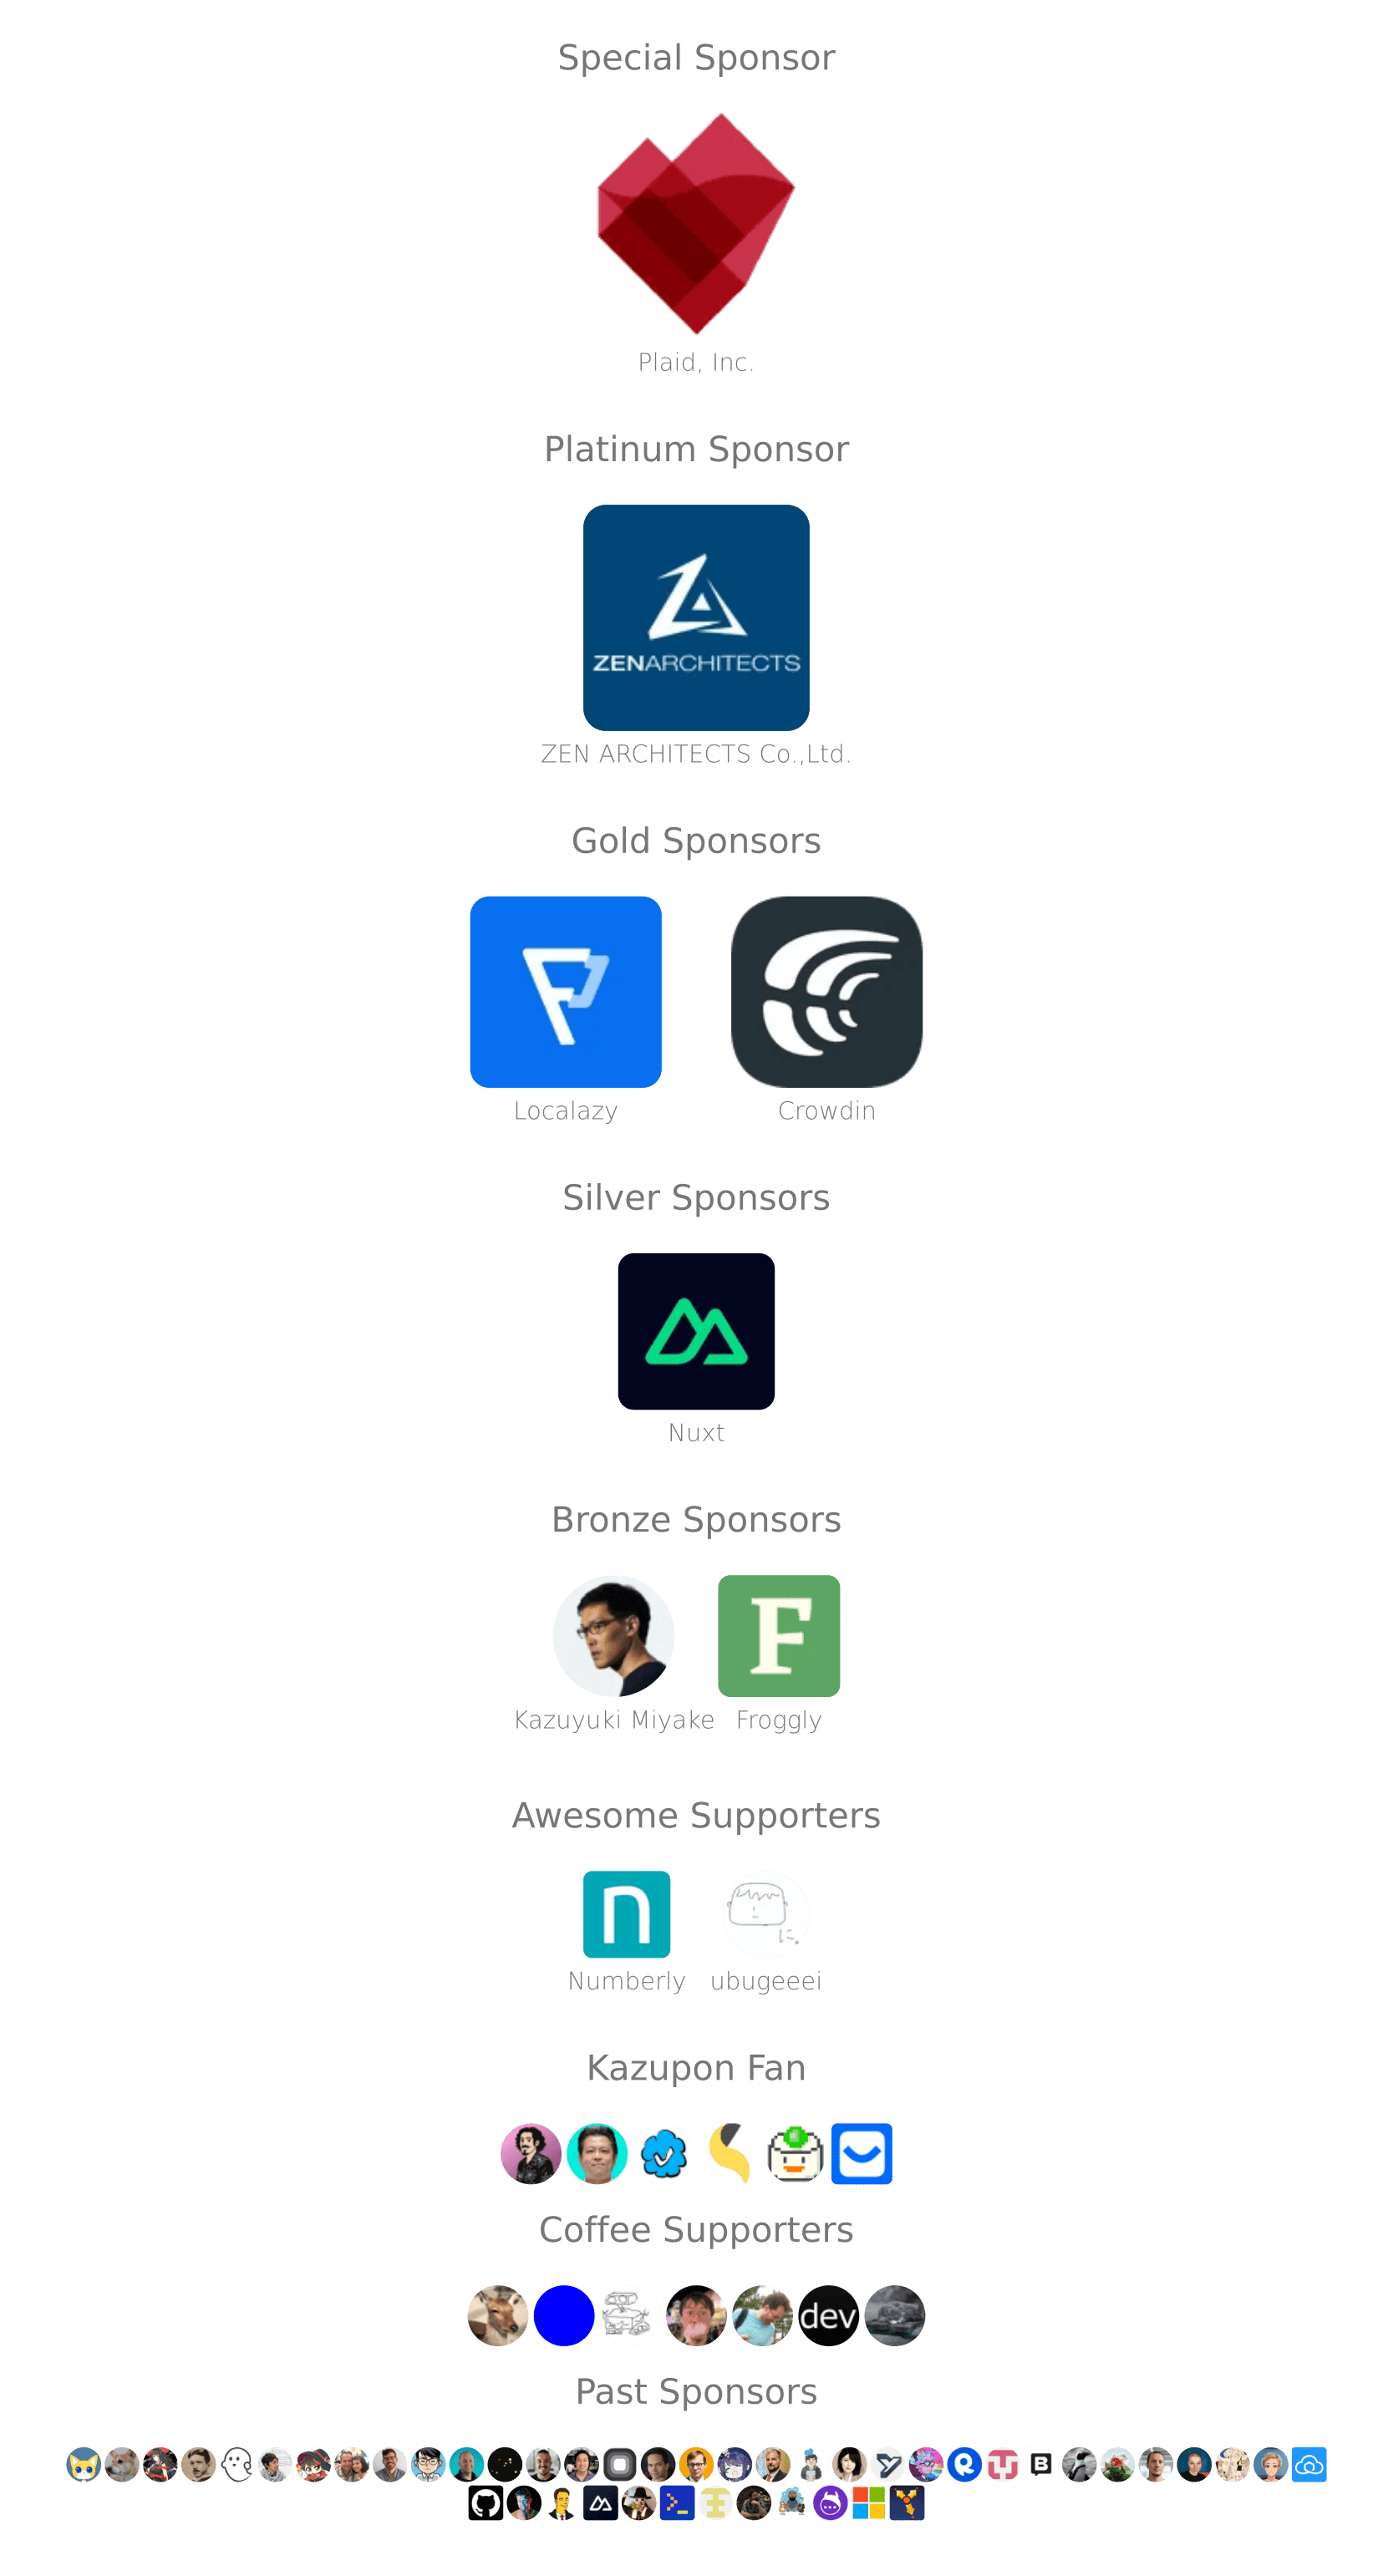 Special Sponsor
Plaid, Inc.
Platinum Sponsor
ZENARCHITECTS
ZEN ARCHITECTS Co.,Ltd.
Gold Sponsors
Localazy
Crowdin
Silver Sponsors
Nuxt
Bronze Sponsors
F
Kazuyuki Miyake Froggly
Awesome Supporters
n
Numberly ubugeeei
Kazupon Fan
Coffee Supporters
dev
Past Sponsors
B